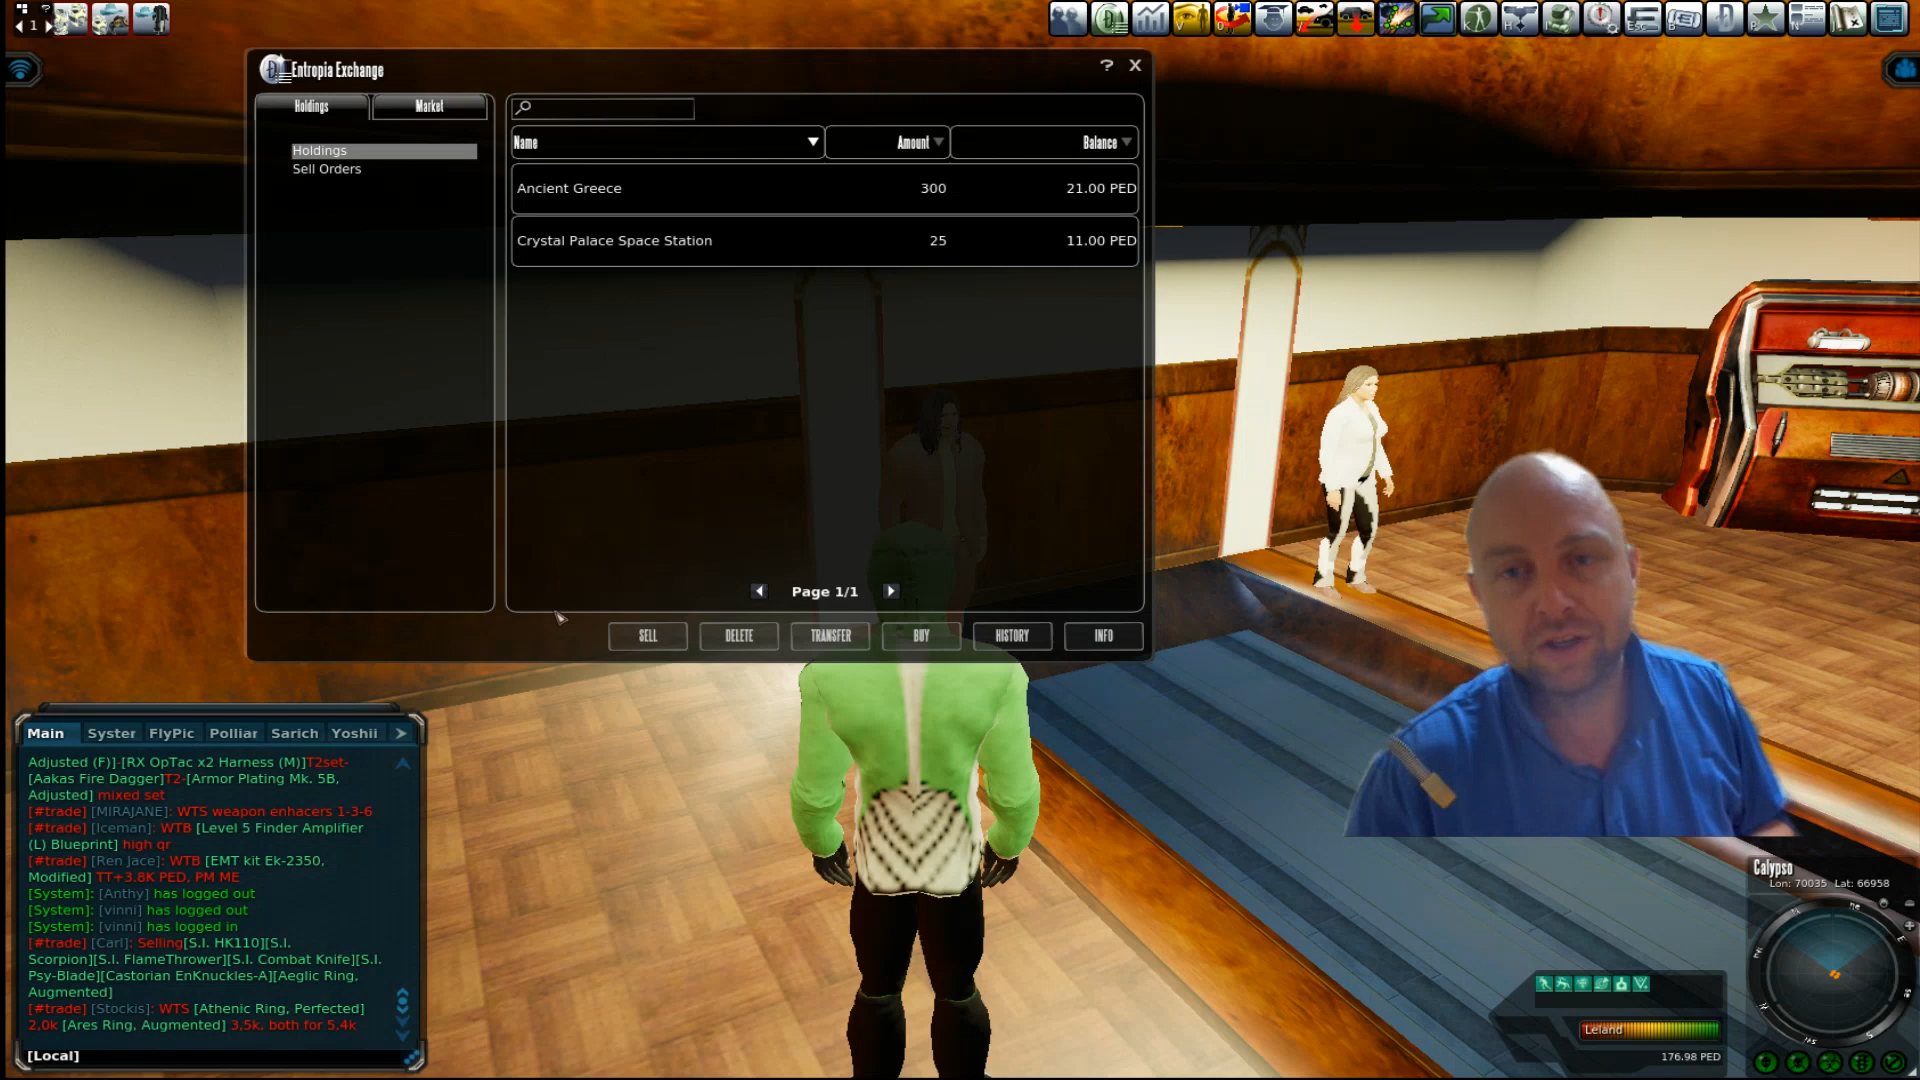 1
Entropia Exchange
? X
Holdings
Market
Holdings
Sell Orders
Name
Amount
Balance
Ancient Greece 300 21.00 PED
Crystal Palace Space Station 25 11.00 PED
Page 1/1
SELL
DELETE
TRANSFER
BUY
HISTORY
INFO
Main Syster FlyPic Polliar Sarich Yoshii
Adjusted (F)]-[RX OpTac x2 Harness (M)]T2set-
[Aakas Fire Dagger]T2-[Armor Plating Mk. 5B,
Adjusted] mixed set
[#trade] [MIRAJANE]: WTS weapon enhacers 1-3-6
[#trade] [Iceman]: WTB [Level 5 Finder Amplifier
(L) Blueprint] high qr
[#trade] [Ren Jace]: WTB [EMT kit Ek-2350,
Modified] TT+3.8K PED, PM ME
[System]: [Anthy] has logged out
[System]: [vinni] has logged out
[System]: [vinni] has logged in
[#trade] [Carl]: Selling[S.I. HK110][S.I.
Scorpion][S.I. FlameThrower][S.I. Combat Knife][S.I.
Psy-Blade][Castorian EnKnuckles-A][Aeglic Ring,
Augmented]
[#trade] [Stockis]: WTS [Athenic Ring, Perfected]
2,0k [Ares Ring, Augmented] 3,5k, both for 5,4k
[Local]
Calypso
Lon: 70035 Lat: 66958
Leland
176.98 PED